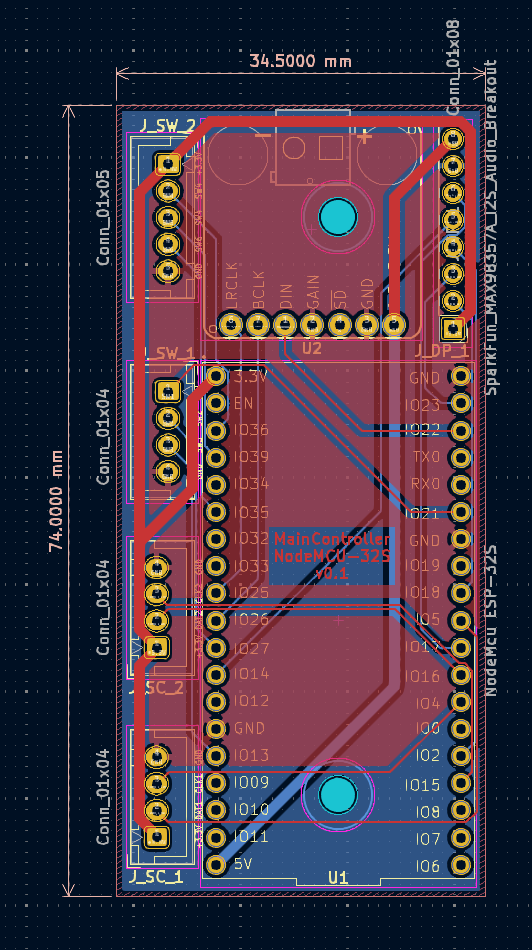 34.5000 mm
Conn_01x08
J_SW_2
Conn_01x05
+3.3V
GND
SparkFun_MAX98357A_I2S_Audio_Breakout
LRCLK
BCLK
DIN
GAIN
SD
GND
U2
J_DP_1
J_SW_1
Conn_01x04
74.0000 mm
3.3V
EN
IO36
IO39
IO34
IO35
IO32
IO33
IO25
IO26
IO27
IO14
IO12
GND
IO13
IO09
IO10
IO11
5V
GND
IO23
IO22
TX0
RX0
IO21
GND
IO19
IO18
IO5
IO17
IO16
IO4
IO0
IO2
IO15
IO8
IO7
IO6
MainController
NodeMCU-32S
v0.1
NodeMcu ESP-32S
Conn_01x04
J_SC_2
Conn_01x04
J_SC_1
U1